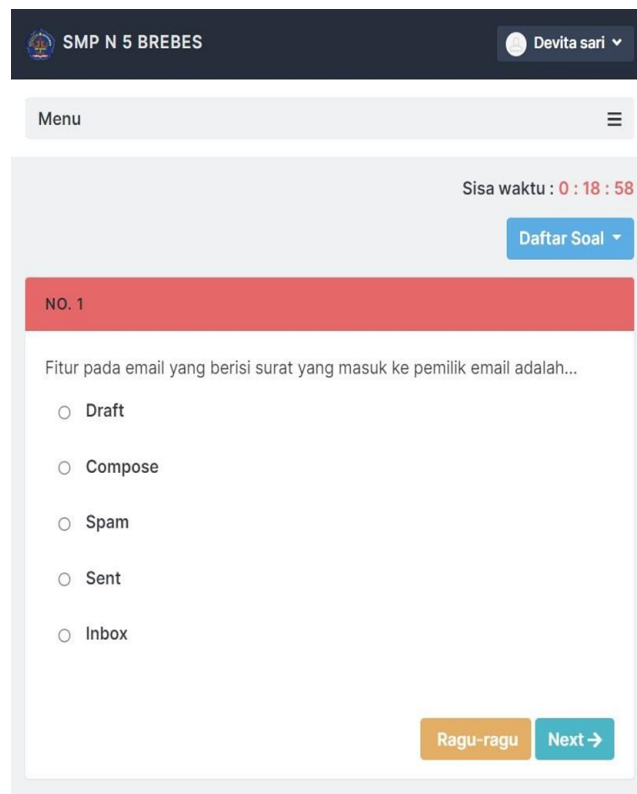 SMP N 5 BREBES
Devita sari
Menu
Sisa waktu : 0 : 18 : 58
Daftar Soal
NO. 1
Fitur pada email yang berisi surat yang masuk ke pemilik email adalah...
Draft
Compose
Spam
Sent
Inbox
Ragu-ragu
Next →